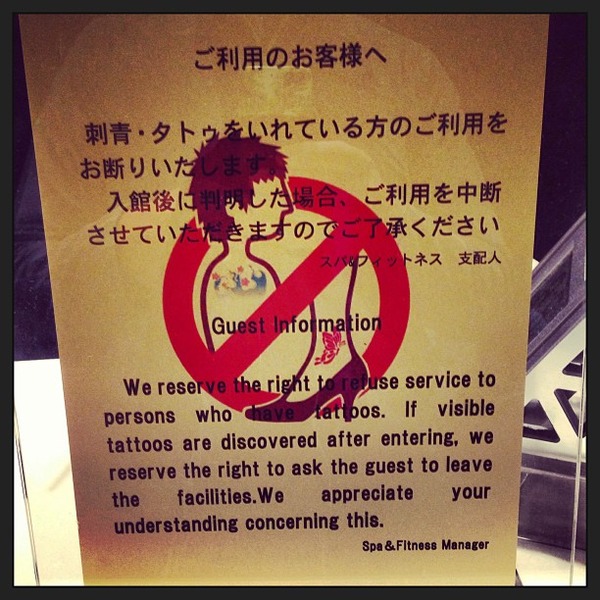 ご利用のお客様へ
刺青・タトゥをいれている方のご利用を
お断りいたします。
入館後に判明した場合、ご利用を中断
させていただきますのでご了承ください
スパ&フィットネス 支配人
Guest Information
We reserve the right to refuse service to
persons who have tattoos. If visible
tattoos are discovered after entering, we
reserve the right to ask the guest to leave
the facilities.We appreciate your
understanding concerning this.
Spa&Fitness Manager